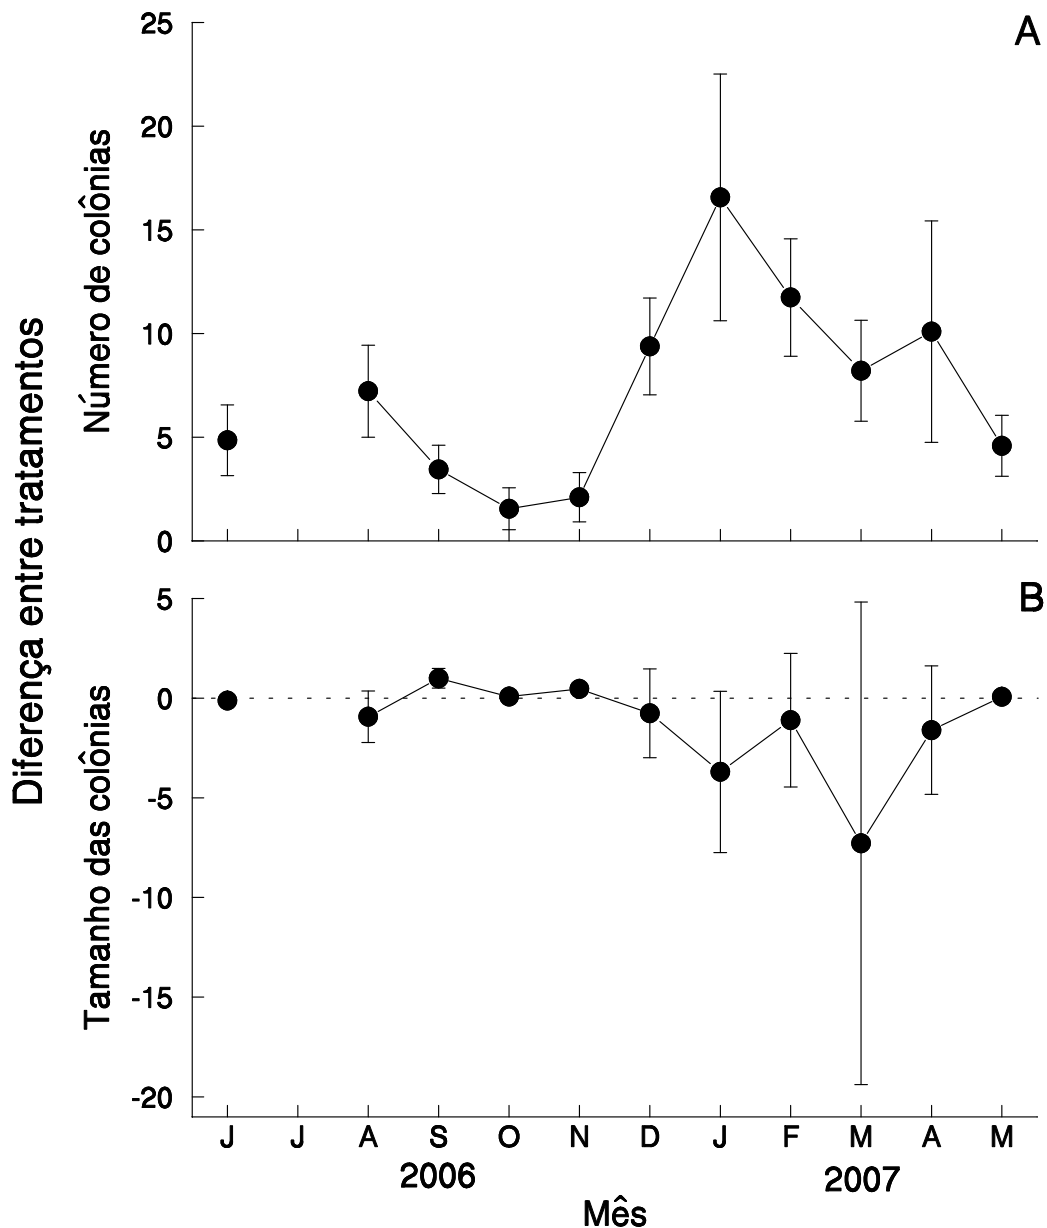 A
25
20
15
10
5
0
Número de colônias
Diferença entre tratamentos
B
5
0
-5
-10
-15
-20
Tamanho das colônias
J J A S O N D J F M A M
2006 2007
Mês